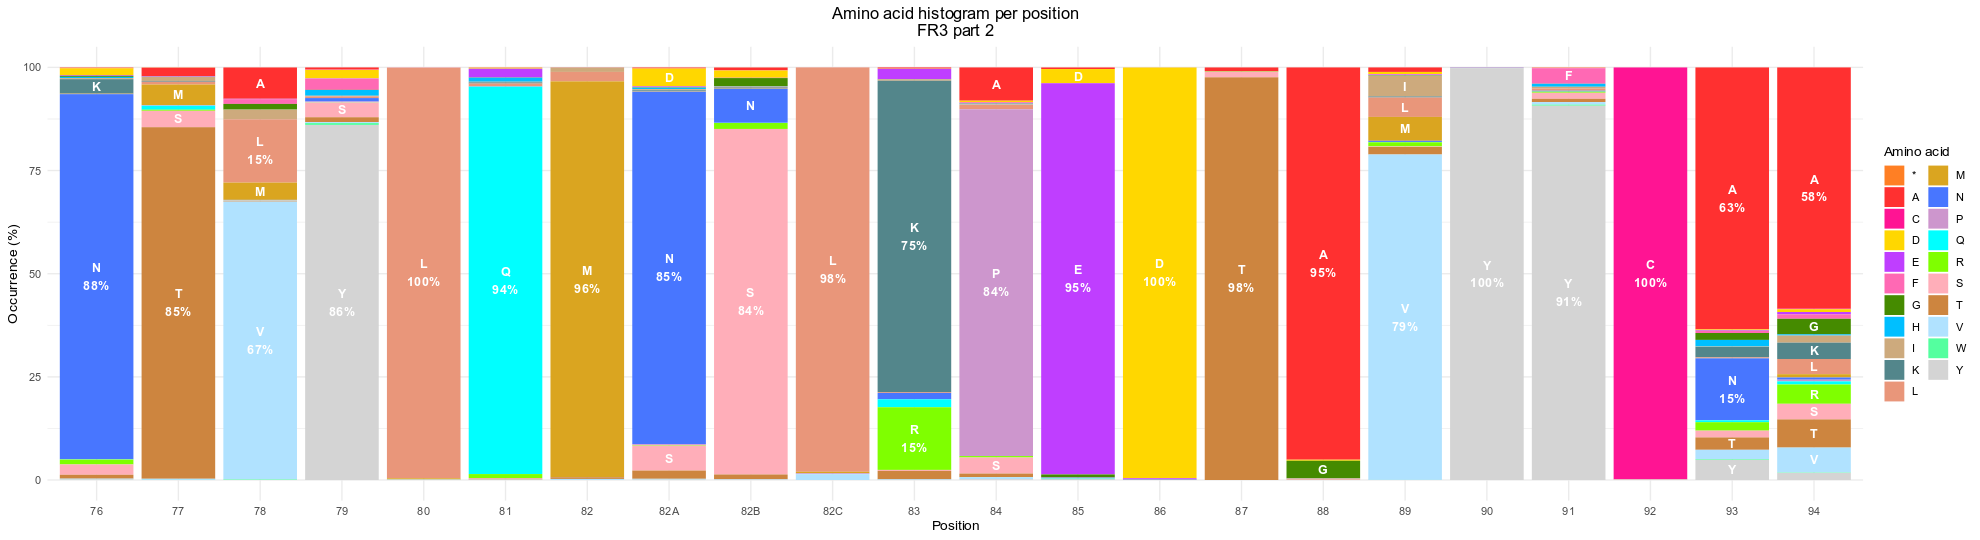 Amino acid histogram per position
FR3 part 2
Occurrence (%)
100
75
50
25
0
K
N
88%
M
S
T
85%
A
L
15%
M
V
67%
S
Y
86%
L
100%
Q
94%
M
96%
D
N
85%
S
N
S
84%
L
98%
K
75%
R
15%
A
P
84%
S
D
E
95%
D
100%
T
98%
A
95%
G
I
L
M
V
79%
Y
100%
F
Y
91%
C
100%
A
63%
N
15%
T
Y
A
58%
G
K
L
R
S
T
V
76 77 78 79 80 81 82 82A 82B 82C 83 84 85 86 87 88 89 90 91 92 93 94
Position
Amino acid
* M
A N
C P
D Q
E R
F S
G T
H V
I W
K Y
L